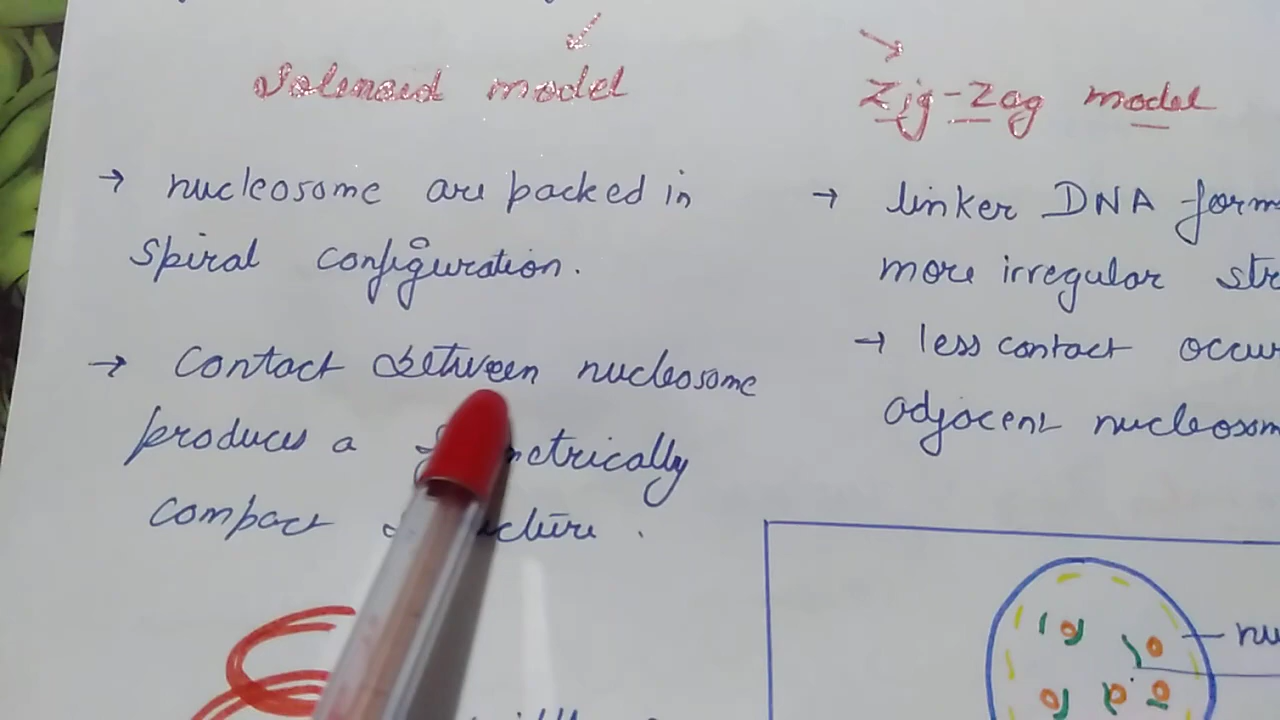 Solenoid model
→ nucleosome are packed in
spiral configuration.
→ Contact between nucleosome
produces a
compact
Zig-Zag model
→ linker DNA form
more irregular
→ less contact occur
adjacent nucleosom